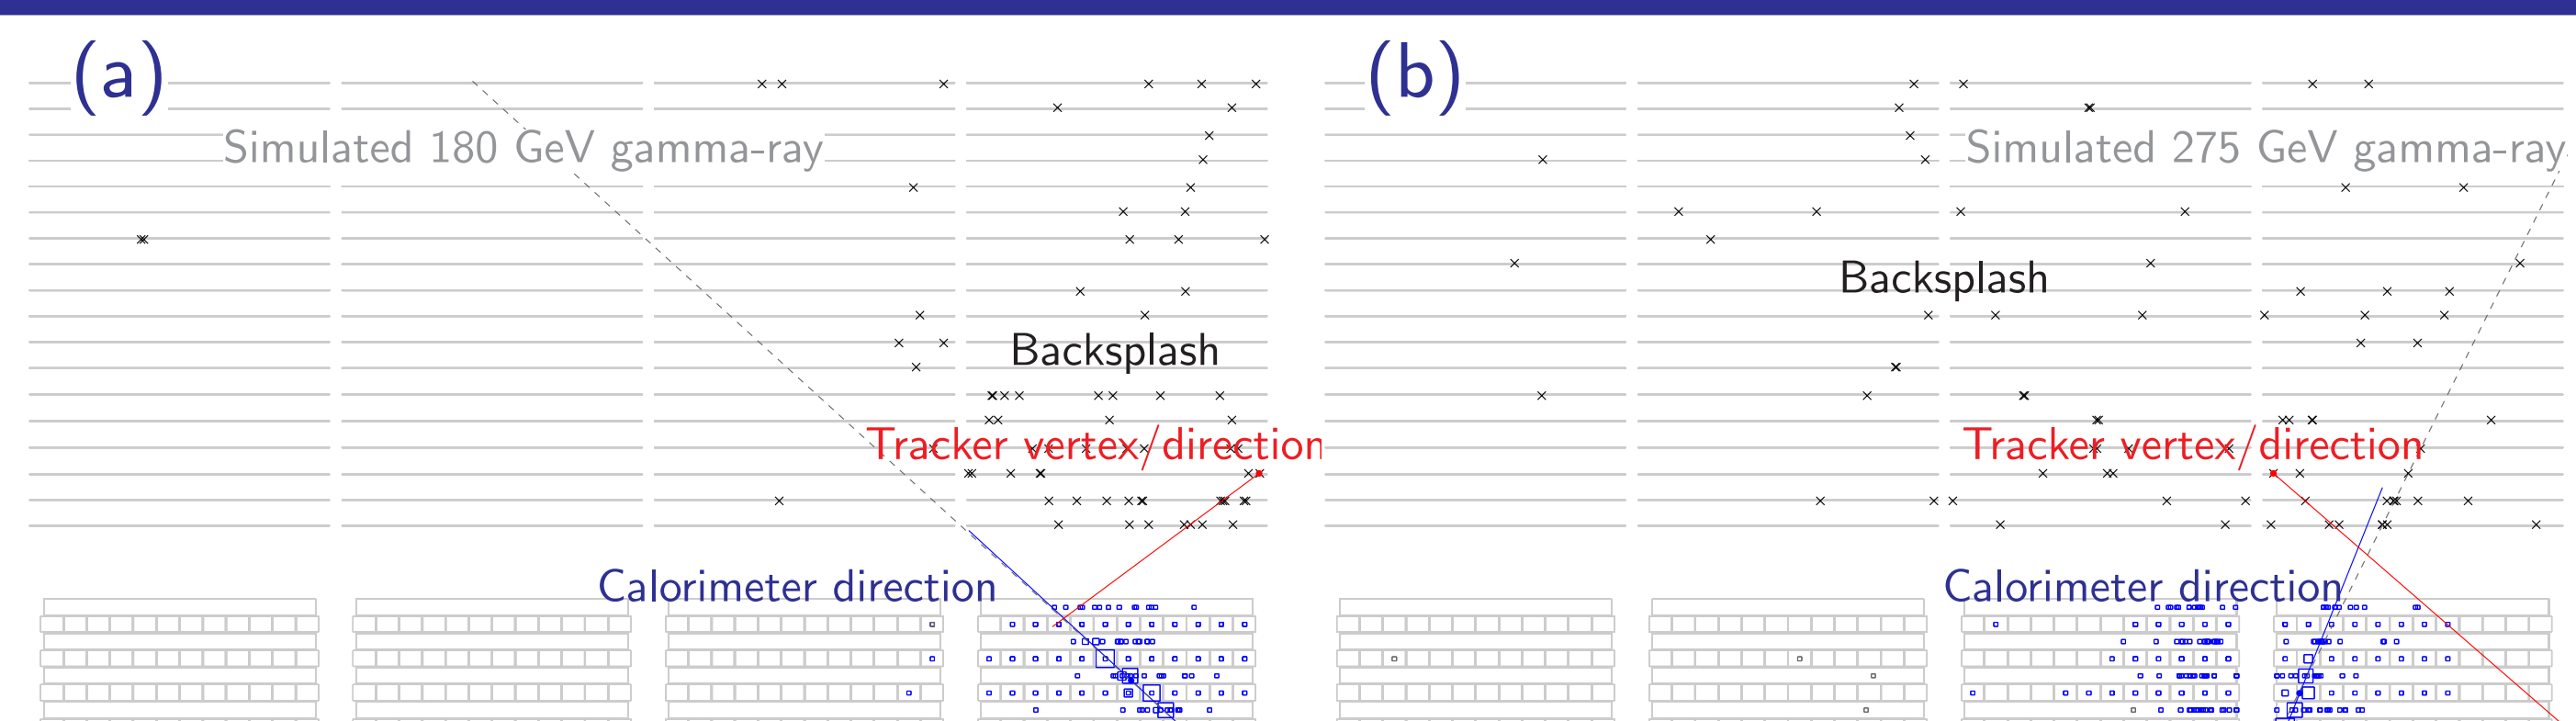 (a)
Simulated 180 GeV gamma-ray
Backsplash
Tracker vertex/direction
Calorimeter direction
(b)
Simulated 275 GeV gamma-ray
Backsplash
Tracker vertex/direction
Calorimeter direction